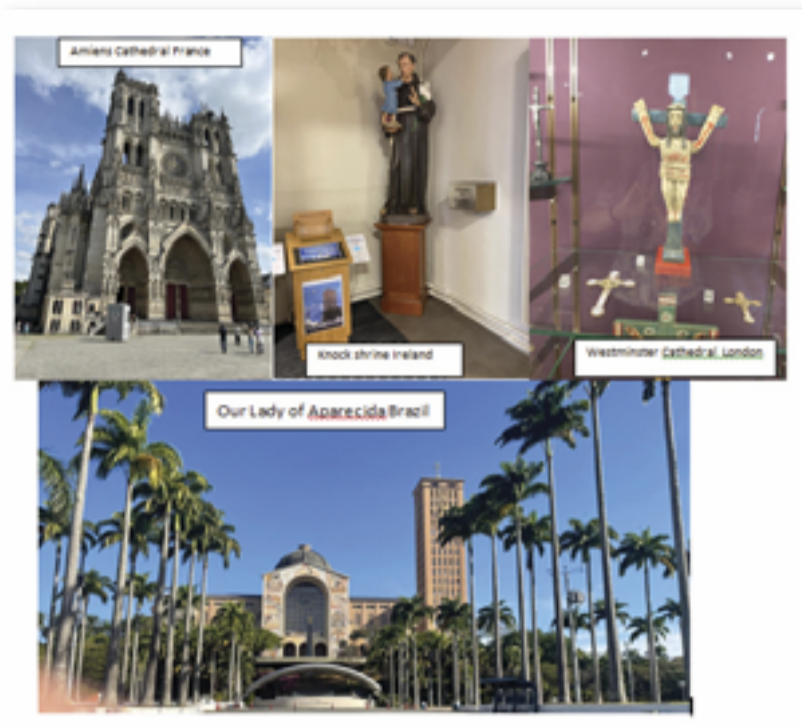 Amiens Cathedral France
Knock shrine Ireland
Westminster Cathedral London
Our Lady of Aparecida Brazil